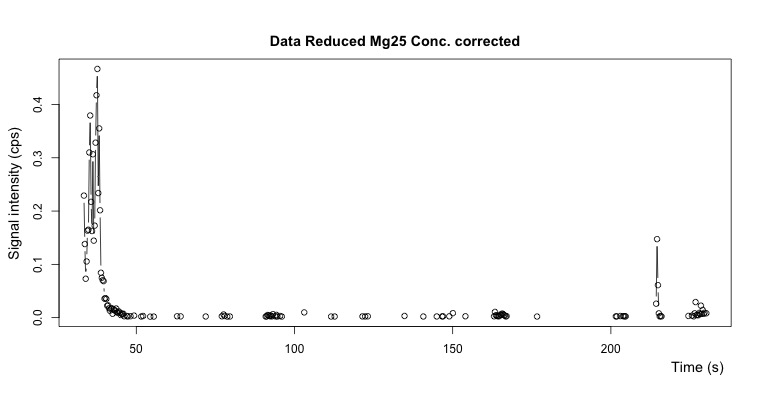 Data Reduced Mg25 Conc. corrected
Signal intensity (cps)
0.4
0.3
0.2
0.1
0.0
50 100 150 200
Time (s)